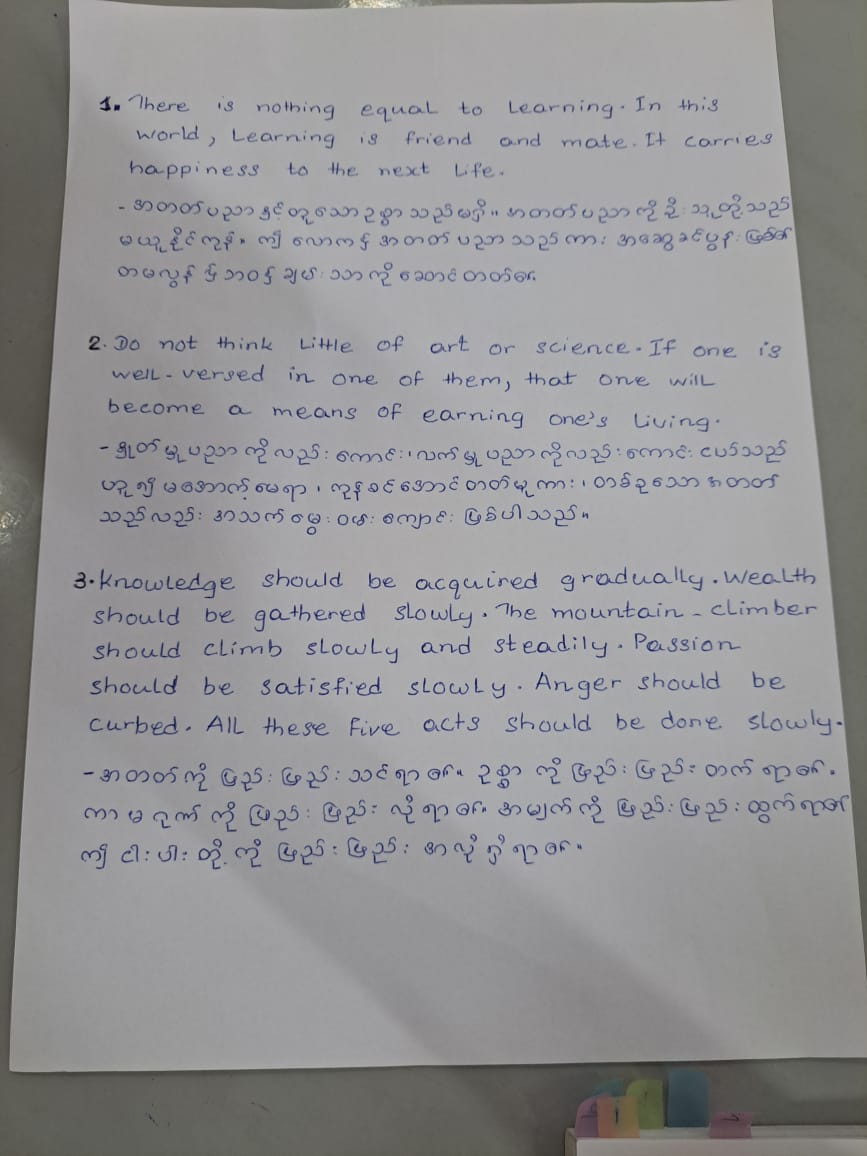 1. There is nothing equal to Learning. In this
world, Learning is friend and mate. It carries
happiness to the next Life.
- အတတ်ပညာနှင့်တူသောဥစ္စာသည်မရှိ။ အတတ်ပညာကိုခိုးသူတို့သည်
မယူနိုင်ကုန်။ ဤလောက၌ အတတ်ပညာသည်ကား အဆွေခင်ပွန်းဖြစ်၏
တမလွန်၌ဘဝ၌ချမ်းသာကိုဆောင်တတ်၏။
2. Do not think Little of art or science. If one is
well-versed in one of them, that one will
become a means of earning one's Living.
- နှုတ်မှုပညာကိုလည်းကောင်း၊ လက်မှုပညာကိုလည်းကောင်း ငယ်သည်
ဟူ၍မအောက်မေ့ရာ၊ ကုန်စင်အောင်တတ်မူကား၊ တစ်ခုသောအတတ်
သည်လည်း အသက်မွေးဝမ်းကျောင်းဖြစ်ပါသည်။
3. Knowledge should be acquired gradually. Wealth
should be gathered slowly. The mountain-climber
should climb slowly and steadily. Passion
should be satisfied slowly. Anger should be
curbed. All these five acts should be done slowly.
- အတတ်ကိုဖြည်းဖြည်းသင်ရာ၏။ ဥစ္စာကိုဖြည်းဖြည်းတက်ရာ၏။
ကာမဂုဏ်ကိုဖြည်းဖြည်းလိုရာ၏။ အမျက်ကိုဖြည်းဖြည်းထွက်ရာ၏
ဤငါးပါးတို့ကိုဖြည်းဖြည်းအလိုရှိရာ၏။